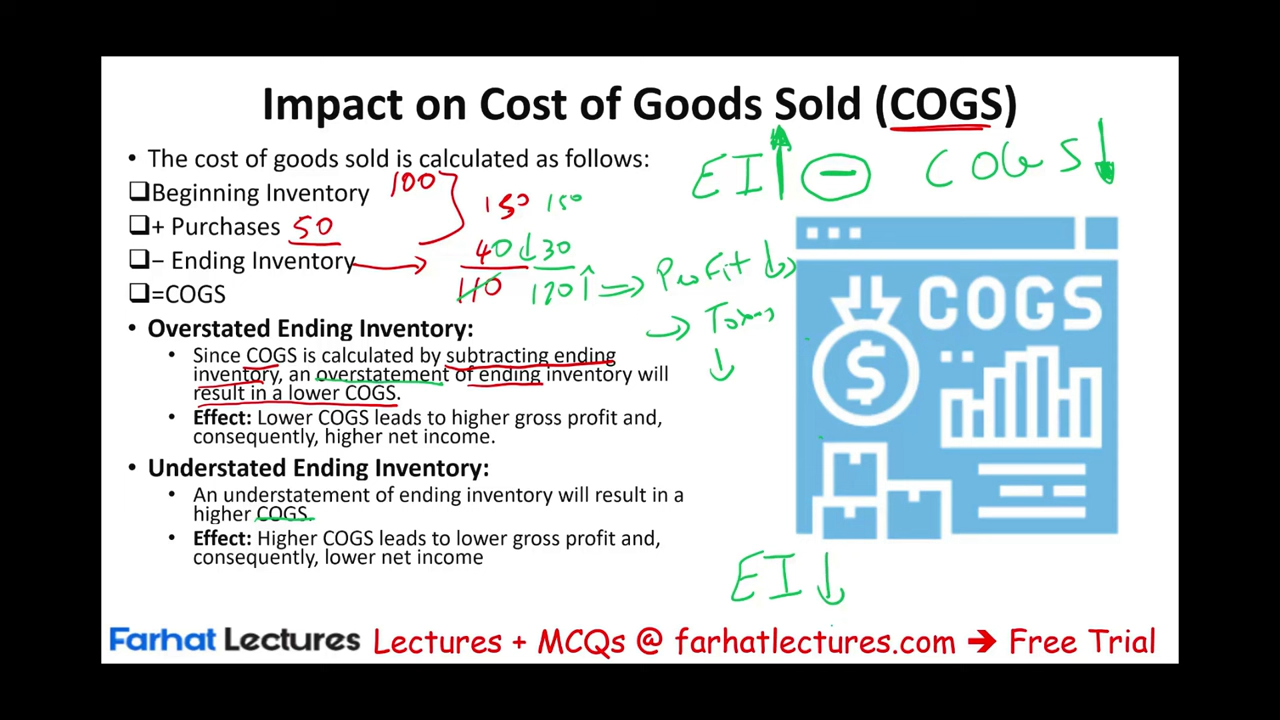 Impact on Cost of Goods Sold (COGS)
• The cost of goods sold is calculated as follows:
❑Beginning Inventory 100
❑+ Purchases 50
❑− Ending Inventory
❑=COGS
150 150
40 ↓30
110 120↑ ⇒ Profit ↓
→ Taxes
↓
EI↑ − COGS↓
COGS
$
• Overstated Ending Inventory:
• Since COGS is calculated by subtracting ending
inventory, an overstatement of ending inventory will
result in a lower COGS.
• Effect: Lower COGS leads to higher gross profit and,
consequently, higher net income.
• Understated Ending Inventory:
• An understatement of ending inventory will result in a
higher COGS.
• Effect: Higher COGS leads to lower gross profit and,
consequently, lower net income
EI↓
Farhat Lectures Lectures + MCQs @ farhatlectures.com ➔ Free Trial